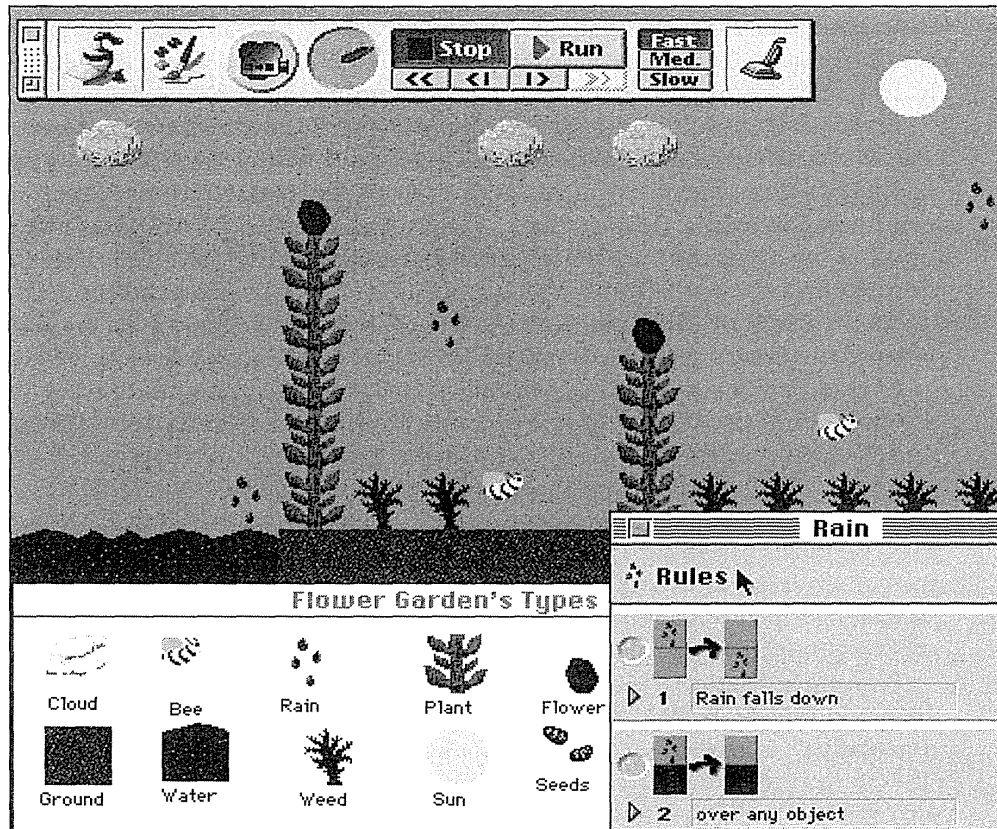 Stop
Run
Fast
Med.
Slow
<< <I I> >>
Rain
Rules
1 Rain falls down
2 over any object
Flower Garden's Types
Cloud Bee Rain Plant Flower
Ground Water Weed Sun Seeds